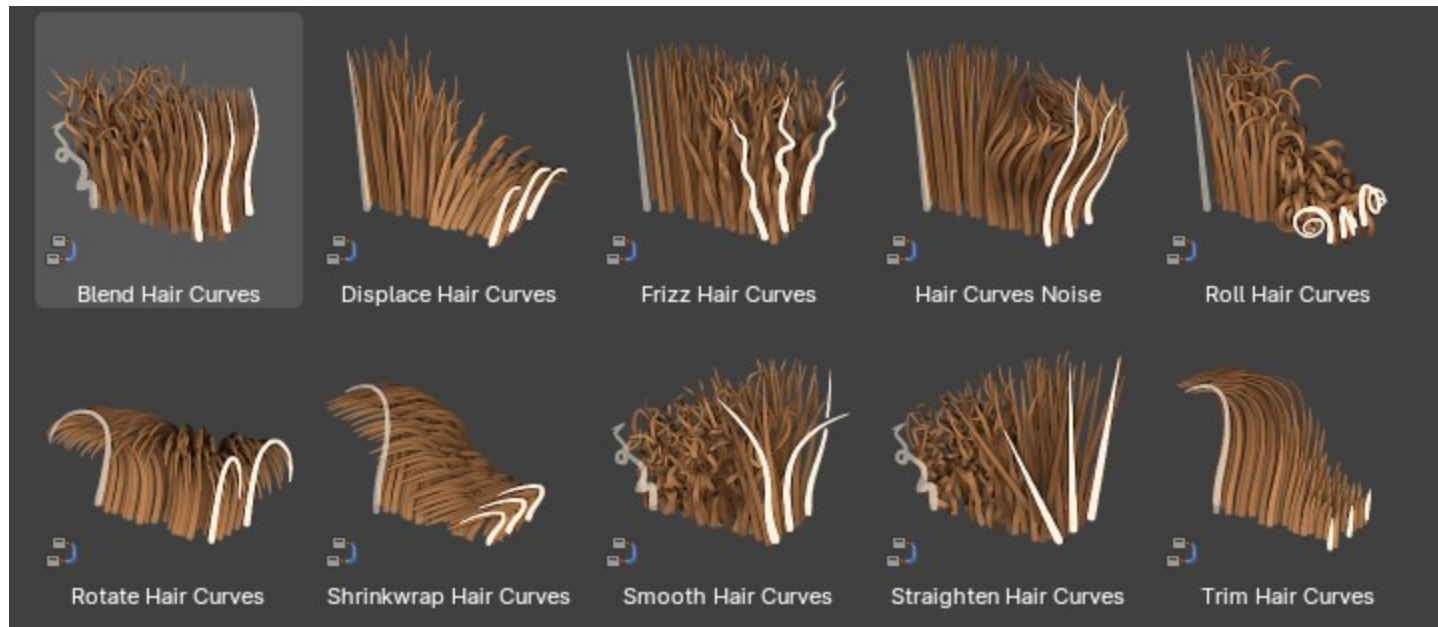 Blend Hair Curves
Displace Hair Curves
Frizz Hair Curves
Hair Curves Noise
Roll Hair Curves
Rotate Hair Curves
Shrinkwrap Hair Curves
Smooth Hair Curves
Straighten Hair Curves
Trim Hair Curves